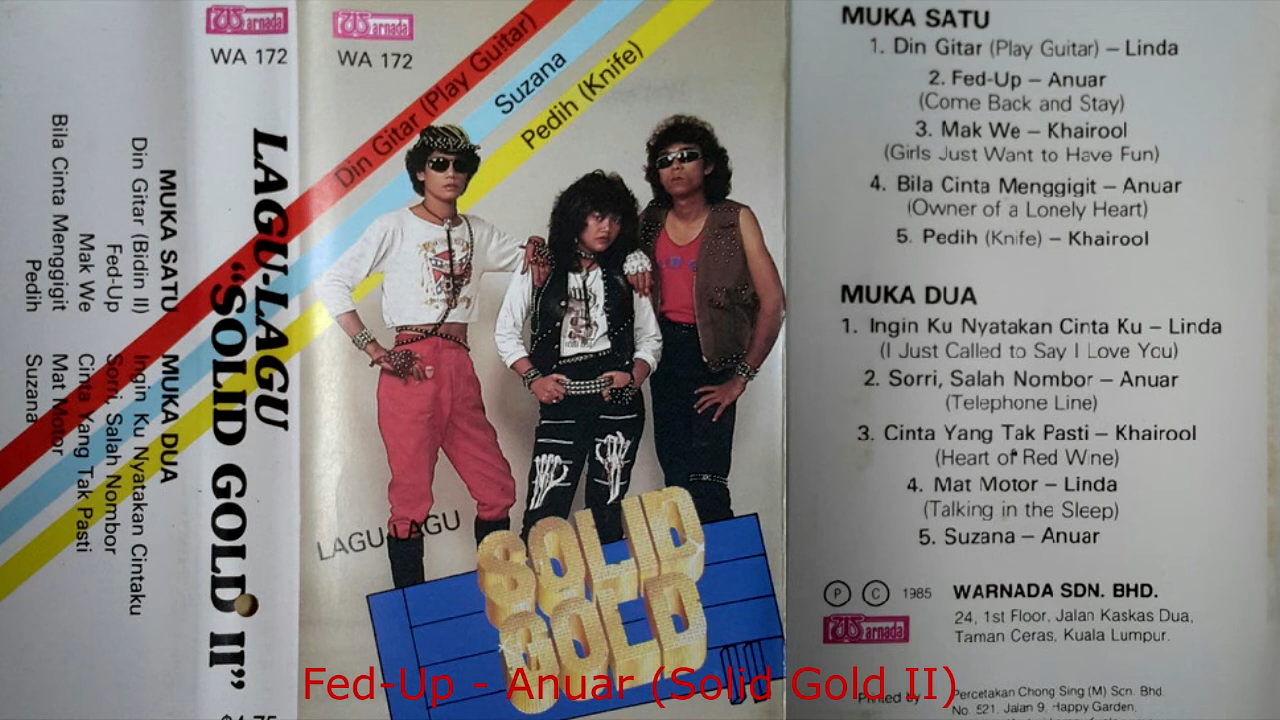 Warnada
WA 172
LAGU-LAGU
“SOLID GOLD II”
MUKA SATU
Din Gitar (Bidin II)
Fed-Up
Mak We
Bila Cinta Menggigit
Pedih
MUKA DUA
Ingin Ku Nyatakan Cintaku
Sorri, Salah Nombor
Cinta Yang Tak Pasti
Mat Motor
Suzana
Warnada
WA 172
Din Gitar (Play Guitar)
Suzana
Pedih (Knife)
LAGU-LAGU
SOLID
GOLD
MUKA SATU
1. Din Gitar (Play Guitar) – Linda
2. Fed-Up – Anuar
(Come Back and Stay)
3. Mak We – Khairool
(Girls Just Want to Have Fun)
4. Bila Cinta Menggigit – Anuar
(Owner of a Lonely Heart)
5. Pedih (Knife) – Khairool
MUKA DUA
1. Ingin Ku Nyatakan Cinta Ku – Linda
(I Just Called to Say I Love You)
2. Sorri, Salah Nombor – Anuar
(Telephone Line)
3. Cinta Yang Tak Pasti – Khairool
(Heart of Red Wine)
4. Mat Motor – Linda
(Talking in the Sleep)
5. Suzana – Anuar
Ⓟ Ⓒ 1985 WARNADA SDN. BHD.
Warnada
24, 1st Floor, Jalan Kaskas Dua,
Taman Ceras, Kuala Lumpur.
Printed by Percetakan Chong Sing (M) Scn. Bhd.
No. 521, Jalan 9, Happy Garden,
Fed-Up - Anuar (Solid Gold II)